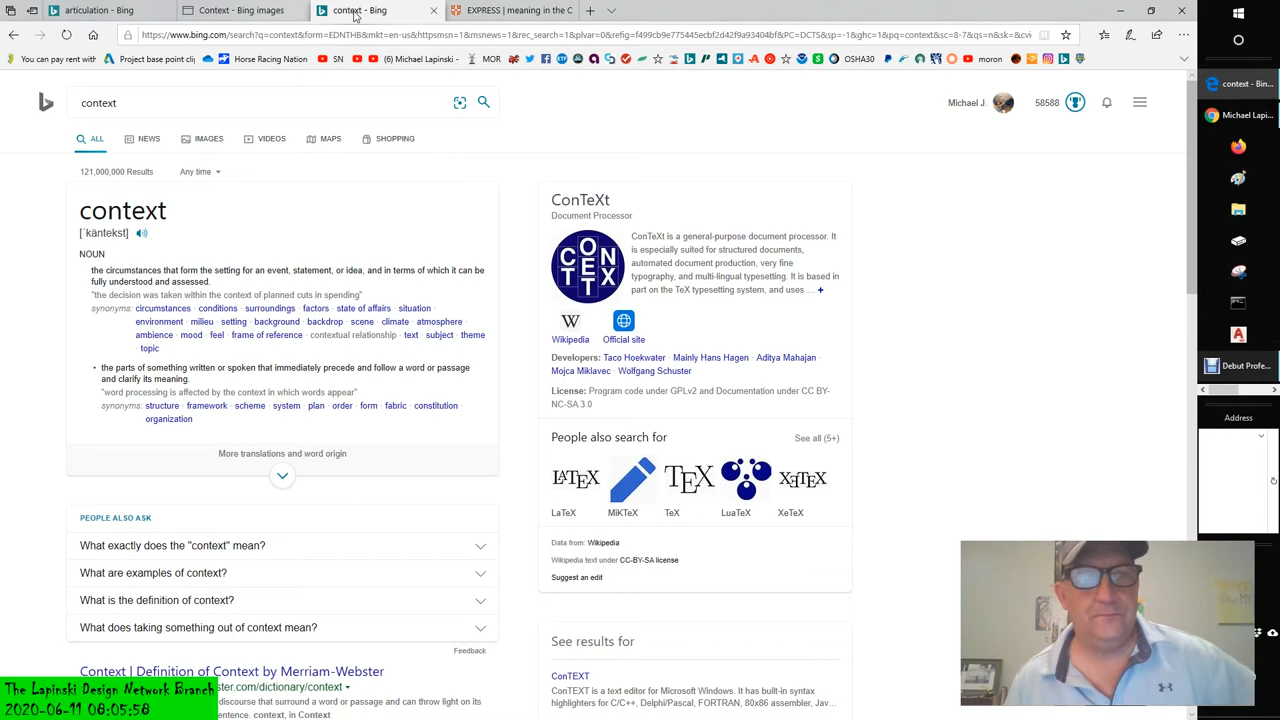 articulation - Bing
Context - Bing images
context - Bing
EXPRESS | meaning in the C
https://www.bing.com/search?q=context&form=EDNTHB&mkt=en-us&httpsmsn=1&msnews=1&rec_search=1&plvar=0&refig=f499cb9e775445ecbf2d42f9a93404bf&PC=DCTS&sp=-1&ghc=1&pq=context&sc=8-7&qs=n&sk=&cvi
You can pay rent with
Project base point clip
Horse Racing Nation
SN
(6) Michael Lapinski -
MOR
OSHA30
moron
context
Michael J.
58588
ALL
NEWS
IMAGES
VIDEOS
MAPS
SHOPPING
121,000,000 Results
Any time
context
[ˈkäntekst]
NOUN
the circumstances that form the setting for an event, statement, or idea, and in terms of which it can be
fully understood and assessed.
"the decision was taken within the context of planned cuts in spending"
synonyms: circumstances · conditions · surroundings · factors · state of affairs · situation ·
environment · milieu · setting · background · backdrop · scene · climate · atmosphere ·
ambience · mood · feel · frame of reference · contextual relationship · text · subject · theme
· topic
• the parts of something written or spoken that immediately precede and follow a word or passage
and clarify its meaning.
"word processing is affected by the context in which words appear"
synonyms: structure · framework · scheme · system · plan · order · form · fabric · constitution ·
organization
More translations and word origin
PEOPLE ALSO ASK
What exactly does the "context" mean?
What are examples of context?
What is the definition of context?
What does taking something out of context mean?
Feedback
Context | Definition of Context by Merriam-Webster
ster.com/dictionary/context
discourse that surround a word or passage and can throw light on its
entence. context, in Context
ConTeXt
Document Processor
CON
TEXT
ConTeXt is a general-purpose document processor. It
is especially suited for structured documents,
automated document production, very fine
typography, and multi-lingual typesetting. It is based in
part on the TeX typesetting system, and uses ... +
W
Wikipedia
Official site
Developers: Taco Hoekwater · Mainly Hans Hagen · Aditya Mahajan ·
Mojca Miklavec · Wolfgang Schuster
License: Program code under GPLv2 and Documentation under CC BY-
NC-SA 3.0
People also search for
See all (5+)
LATEX
TEX
XETEX
LaTeX
MiKTeX
TeX
LuaTeX
XeTeX
Data from: Wikipedia
Wikipedia text under CC-BY-SA license
Suggest an edit
See results for
ConTEXT
ConTEXT is a text editor for Microsoft Windows. It has built-in syntax
highlighters for C/C++, Delphi/Pascal, FORTRAN, 80x86 assembler, Jav...
context - Bin...
Michael Lapi...
Debut Profe...
Address
The Lapinski Design Network Branch
2020-06-11 08:05:58